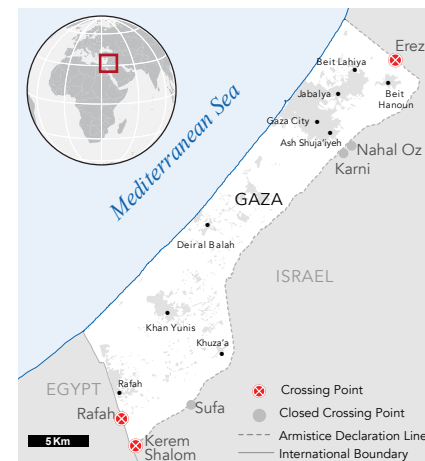 Erez
Beit Lahiya
Jabalya
Beit
Hanoun
Gaza City
Ash Shuja'iyeh
Nahal Oz
Karni
Mediterranean Sea
GAZA
Deir al Balah
ISRAEL
Khan Yunis
Khuza'a
EGYPT
Rafah
Rafah
Sufa
Kerem
Shalom
5 Km
Crossing Point
Closed Crossing Point
Armistice Declaration Line
International Boundary